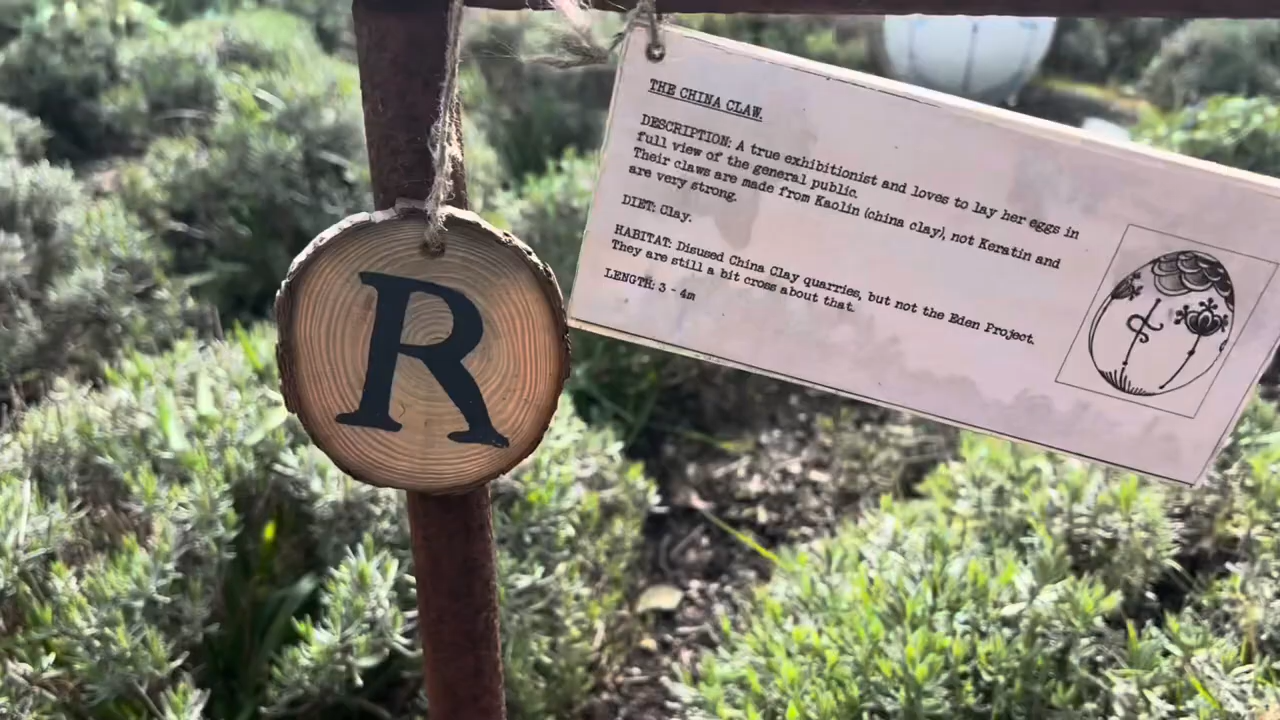 R
THE CHINA CLAW.
DESCRIPTION: A true exhibitionist and loves to lay her eggs in
full view of the general public.
Their claws are made from Kaolin (china clay), not Keratin and
are very strong.
DIET: Clay.
HABITAT: Disused China Clay quarries, but not the Eden Project.
They are still a bit cross about that.
LENGTH: 3 - 4m